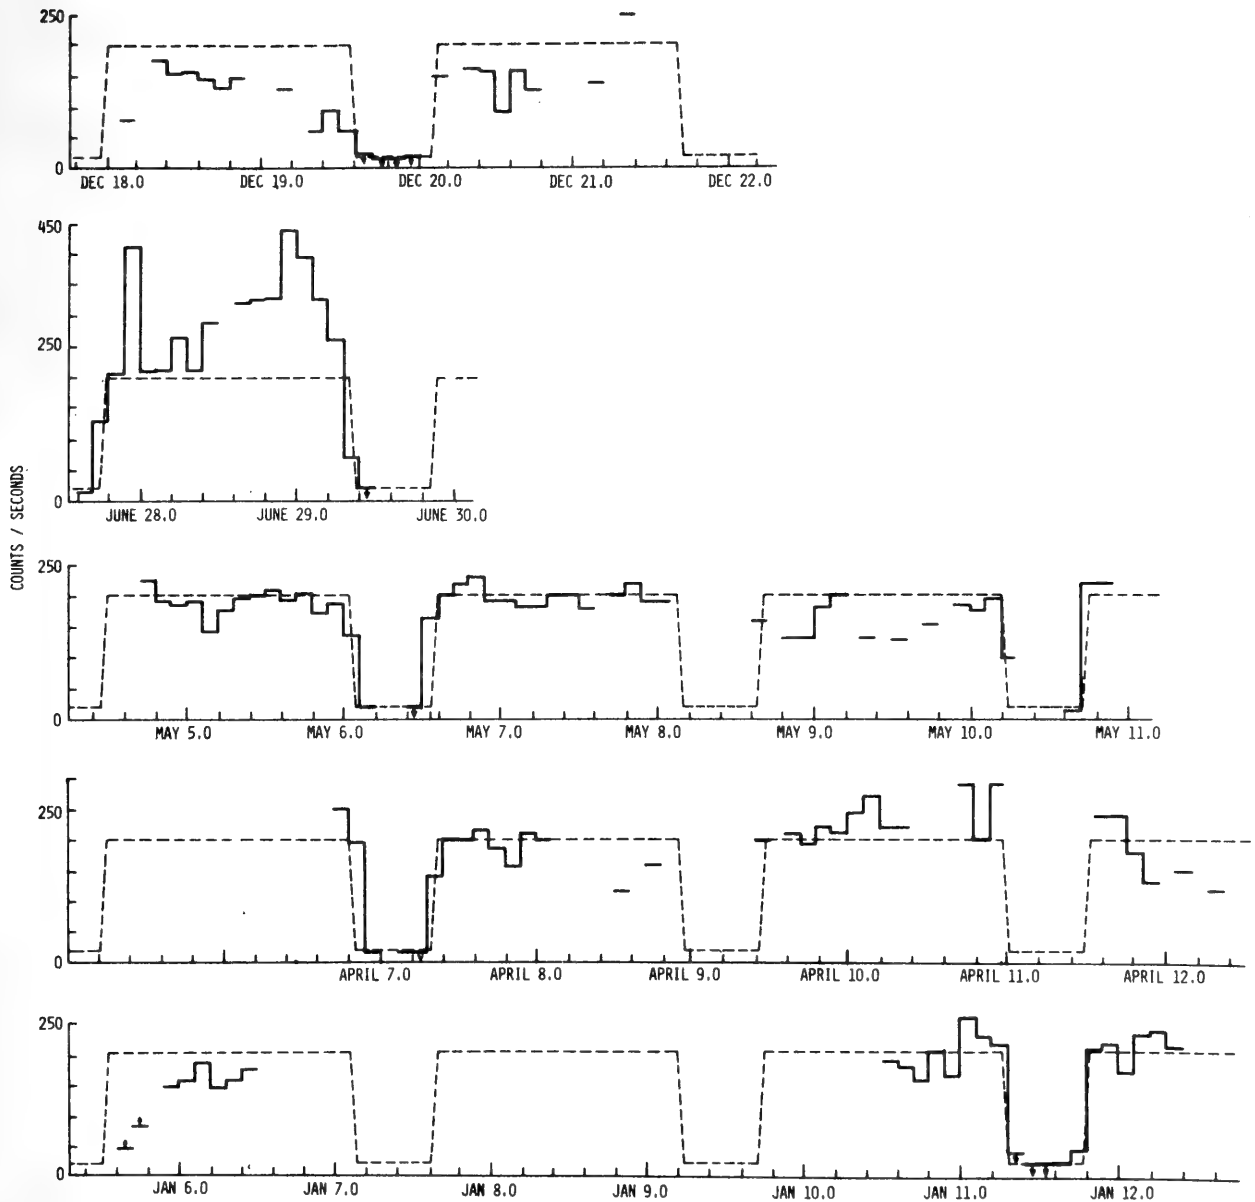 250
0
DEC 18.0 DEC 19.0 DEC 20.0 DEC 21.0 DEC 22.0
450
250
0
JUNE 28.0 JUNE 29.0 JUNE 30.0
COUNTS / SECONDS
250
0
MAY 5.0 MAY 6.0 MAY 7.0 MAY 8.0 MAY 9.0 MAY 10.0 MAY 11.0
250
0
APRIL 7.0 APRIL 8.0 APRIL 9.0 APRIL 10.0 APRIL 11.0 APRIL 12.0
250
0
JAN 6.0 JAN 7.0 JAN 8.0 JAN 9.0 JAN 10.0 JAN 11.0 JAN 12.0